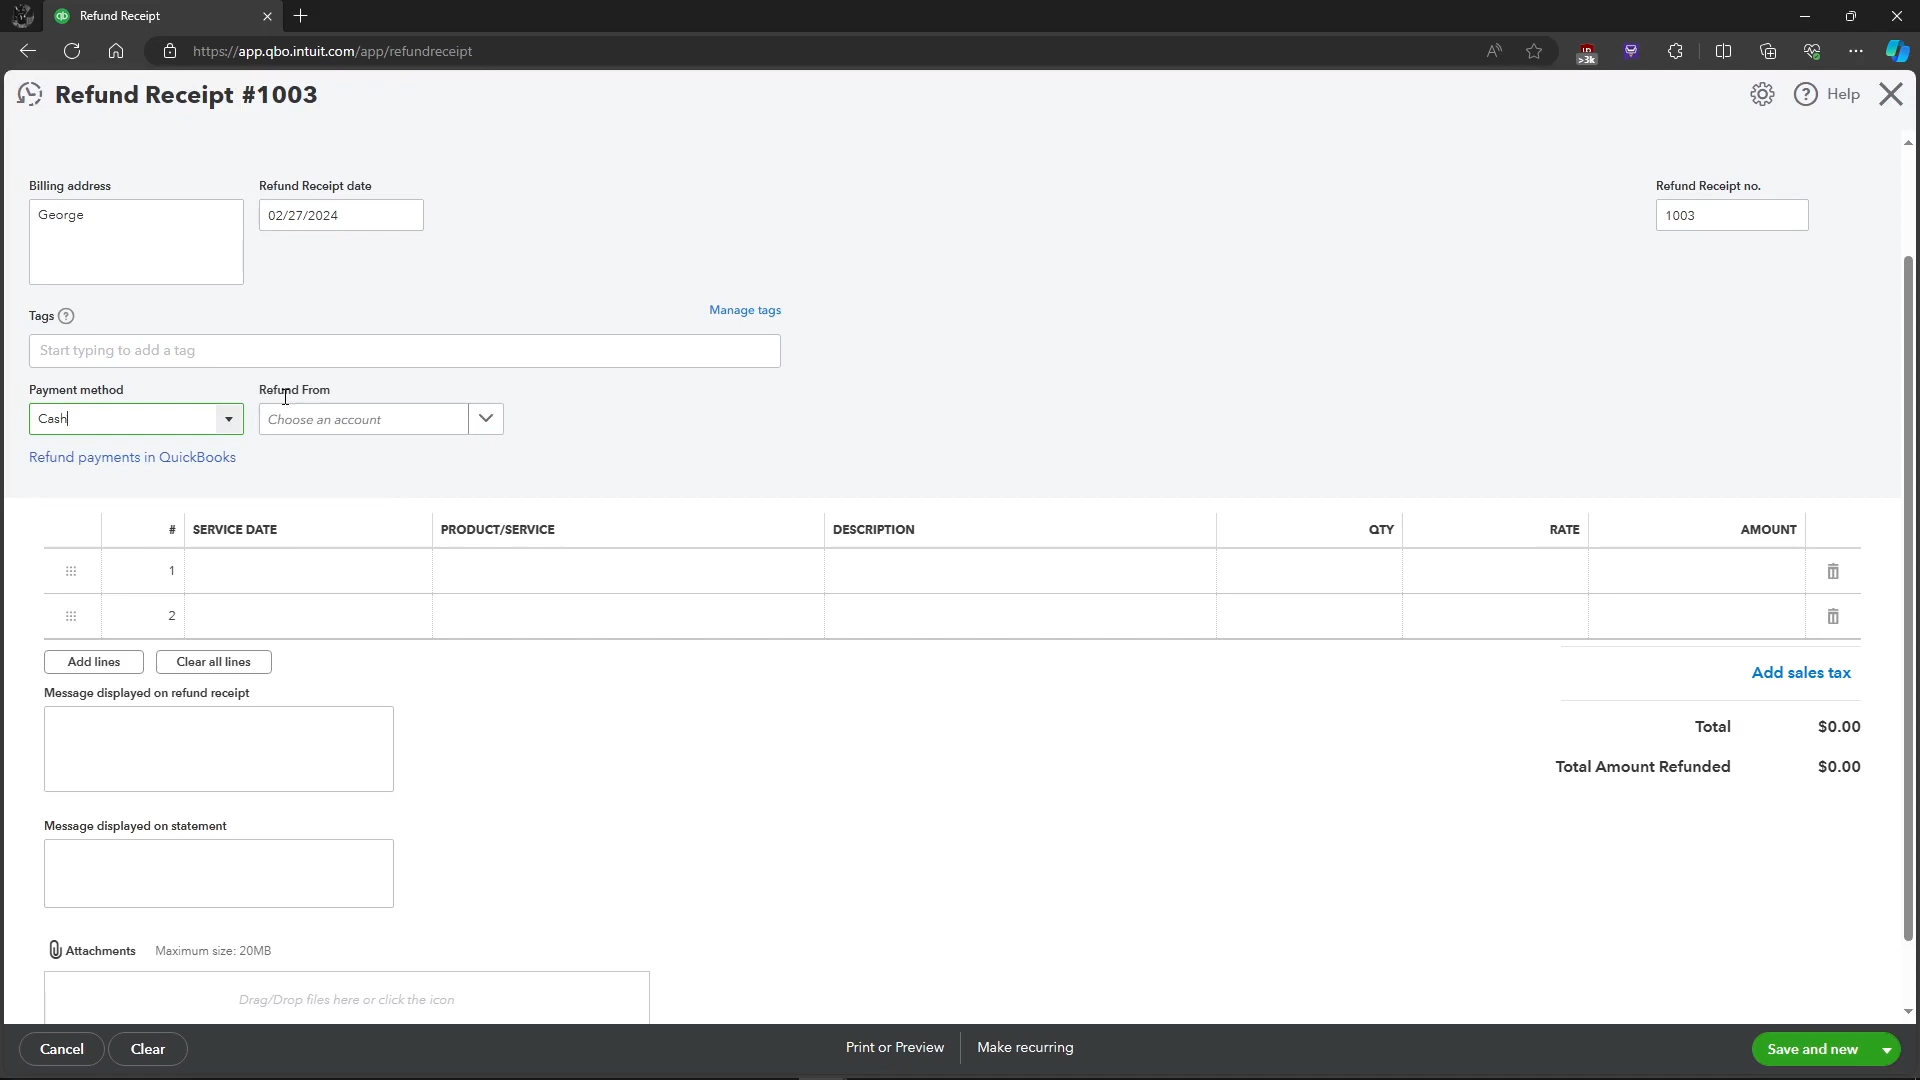 Refund Receipt
https://app.qbo.intuit.com/app/refundreceipt
>3k
Refund Receipt #1003
Help
Billing address
Refund Receipt date
Refund Receipt no.
George
02/27/2024
1003
Tags
Manage tags
Start typing to add a tag
Payment method
Refund From
Cash
Choose an account
Refund payments in QuickBooks
# SERVICE DATE PRODUCT/SERVICE DESCRIPTION QTY RATE AMOUNT
1
2
Add lines
Clear all lines
Add sales tax
Message displayed on refund receipt
Total $0.00
Total Amount Refunded $0.00
Message displayed on statement
Attachments Maximum size: 20MB
Drag/Drop files here or click the icon
Cancel
Clear
Print or Preview
Make recurring
Save and new